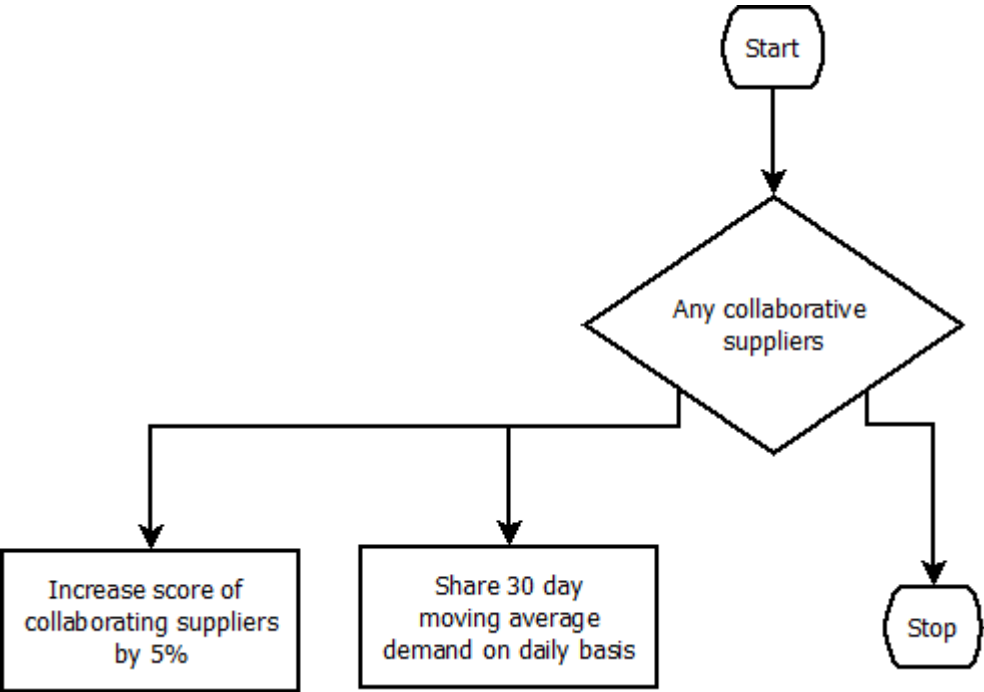 Start
Any collaborative
suppliers
Increase score of
collaborating suppliers
by 5%
Share 30 day
moving average
demand on daily basis
Stop